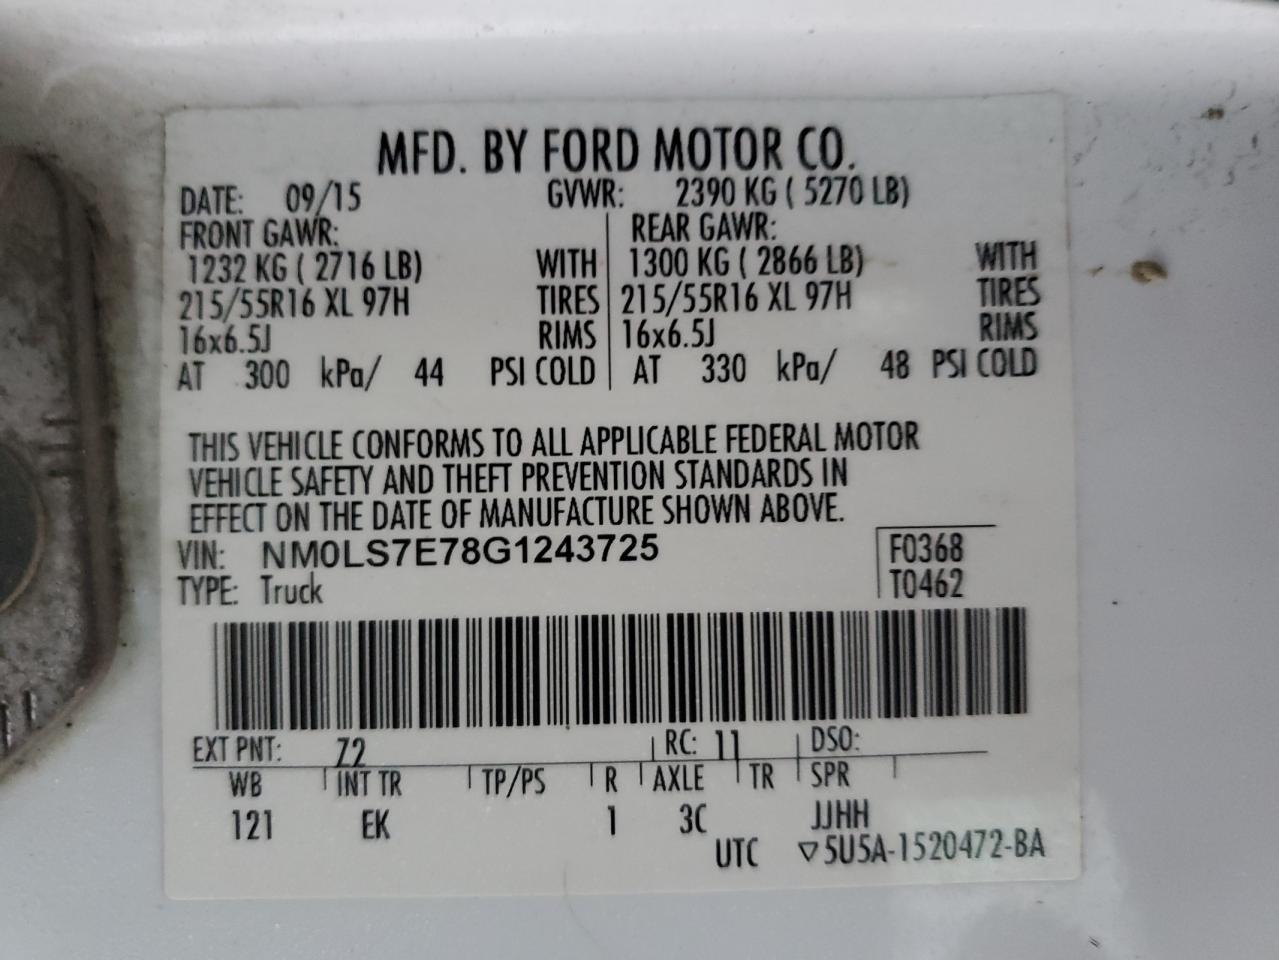 MFD. BY FORD MOTOR CO.
DATE: 09/15 GVWR: 2390 KG ( 5270 LB)
FRONT GAWR: REAR GAWR:
1232 KG ( 2716 LB) WITH 1300 KG ( 2866 LB) WITH
215/55R16 XL 97H TIRES 215/55R16 XL 97H TIRES
16x6.5J RIMS 16x6.5J RIMS
AT 300 kPa/ 44 PSI COLD AT 330 kPa/ 48 PSI COLD
THIS VEHICLE CONFORMS TO ALL APPLICABLE FEDERAL MOTOR
VEHICLE SAFETY AND THEFT PREVENTION STANDARDS IN
EFFECT ON THE DATE OF MANUFACTURE SHOWN ABOVE.
VIN: NM0LS7E78G1243725 F0368
TYPE: Truck T0462
EXT PNT: Z2 RC: 11 DSO:
WB INT TR TP/PS R AXLE TR SPR
121 EK 1 3C JJHH
UTC ▽5U5A-1520472-BA